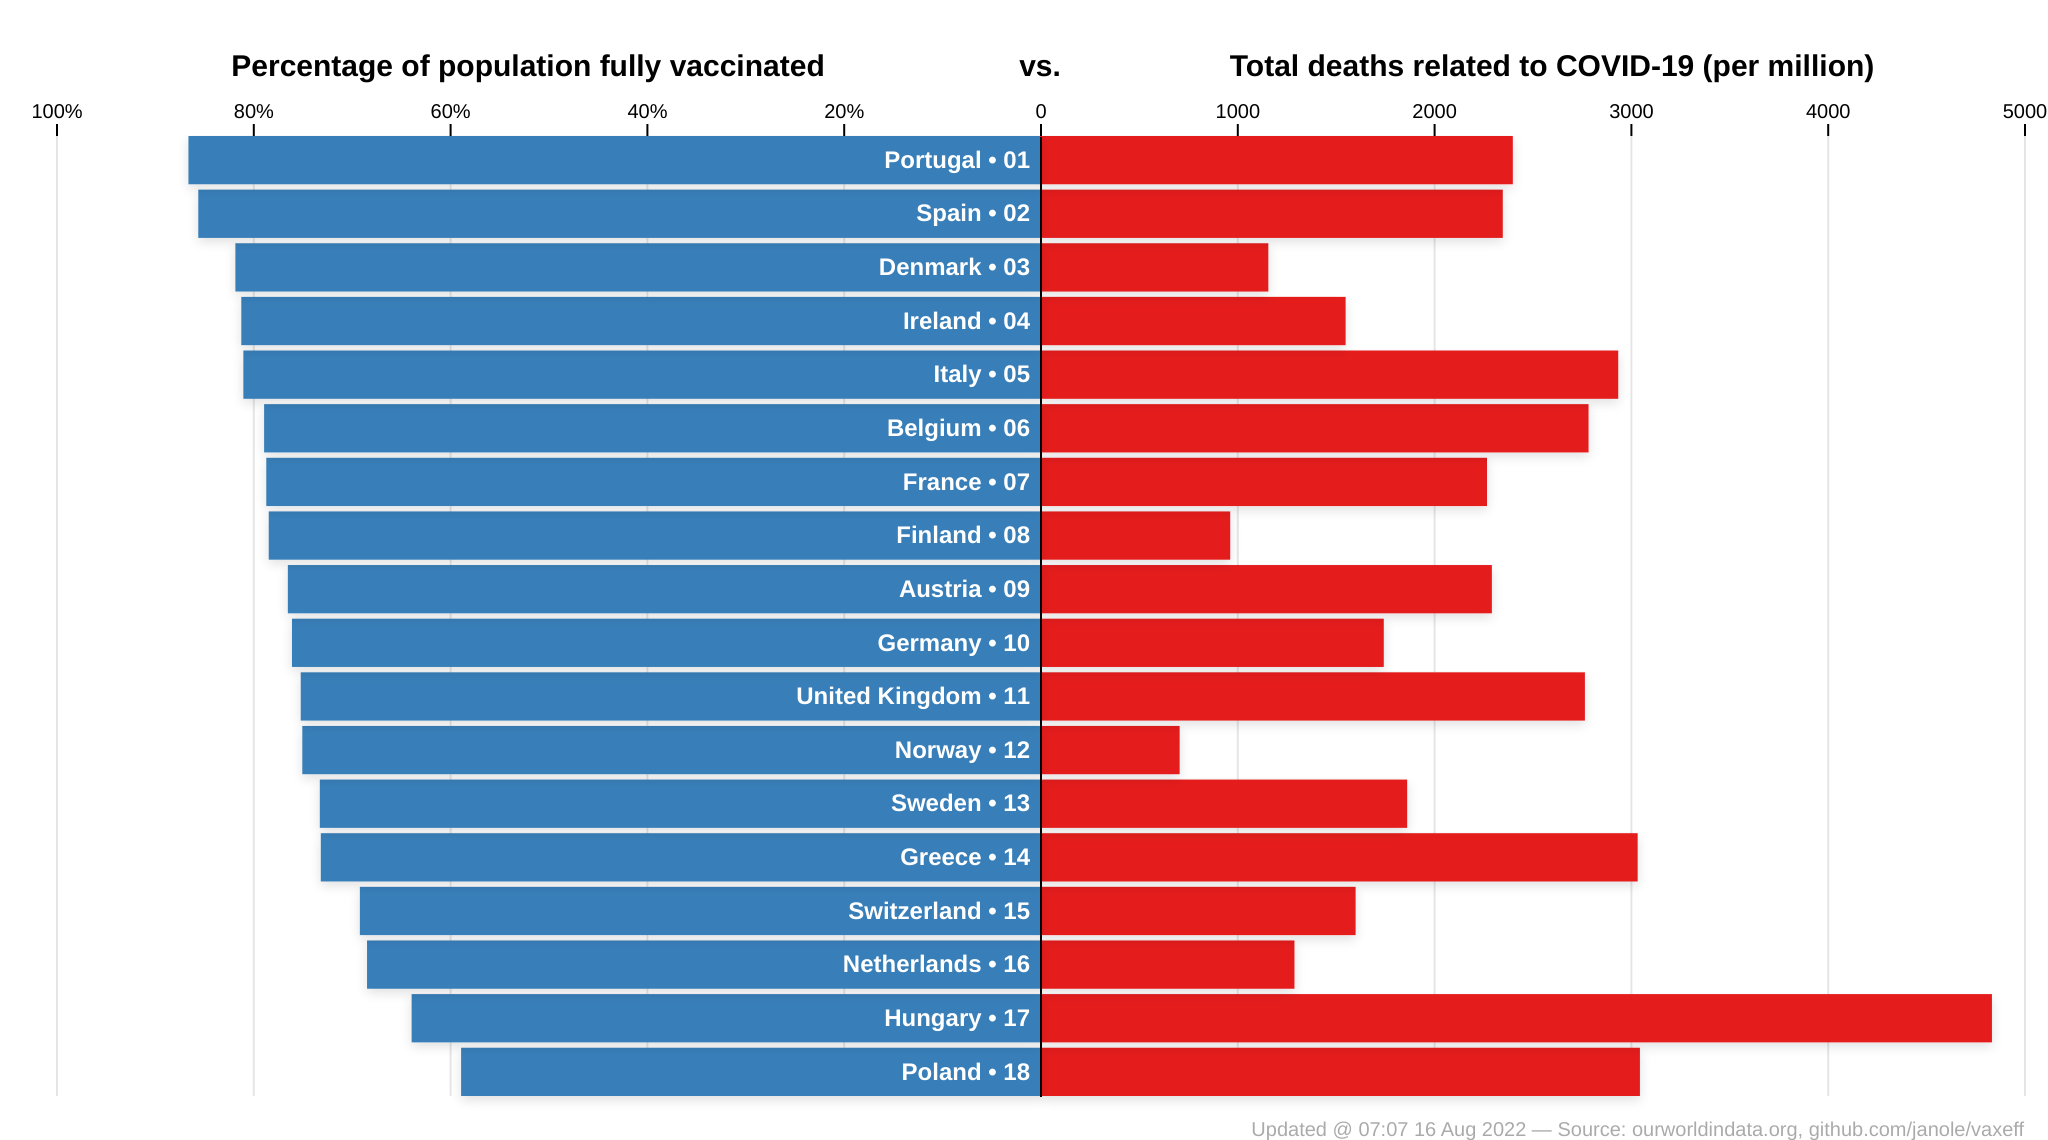 Percentage of population fully vaccinated vs. Total deaths related to COVID-19 (per million)
100% 80% 60% 40% 20% 0 1000 2000 3000 4000 5000
Portugal • 01
Spain • 02
Denmark • 03
Ireland • 04
Italy • 05
Belgium • 06
France • 07
Finland • 08
Austria • 09
Germany • 10
United Kingdom • 11
Norway • 12
Sweden • 13
Greece • 14
Switzerland • 15
Netherlands • 16
Hungary • 17
Poland • 18
Updated @ 07:07 16 Aug 2022 — Source: ourworldindata.org, github.com/janole/vaxeff